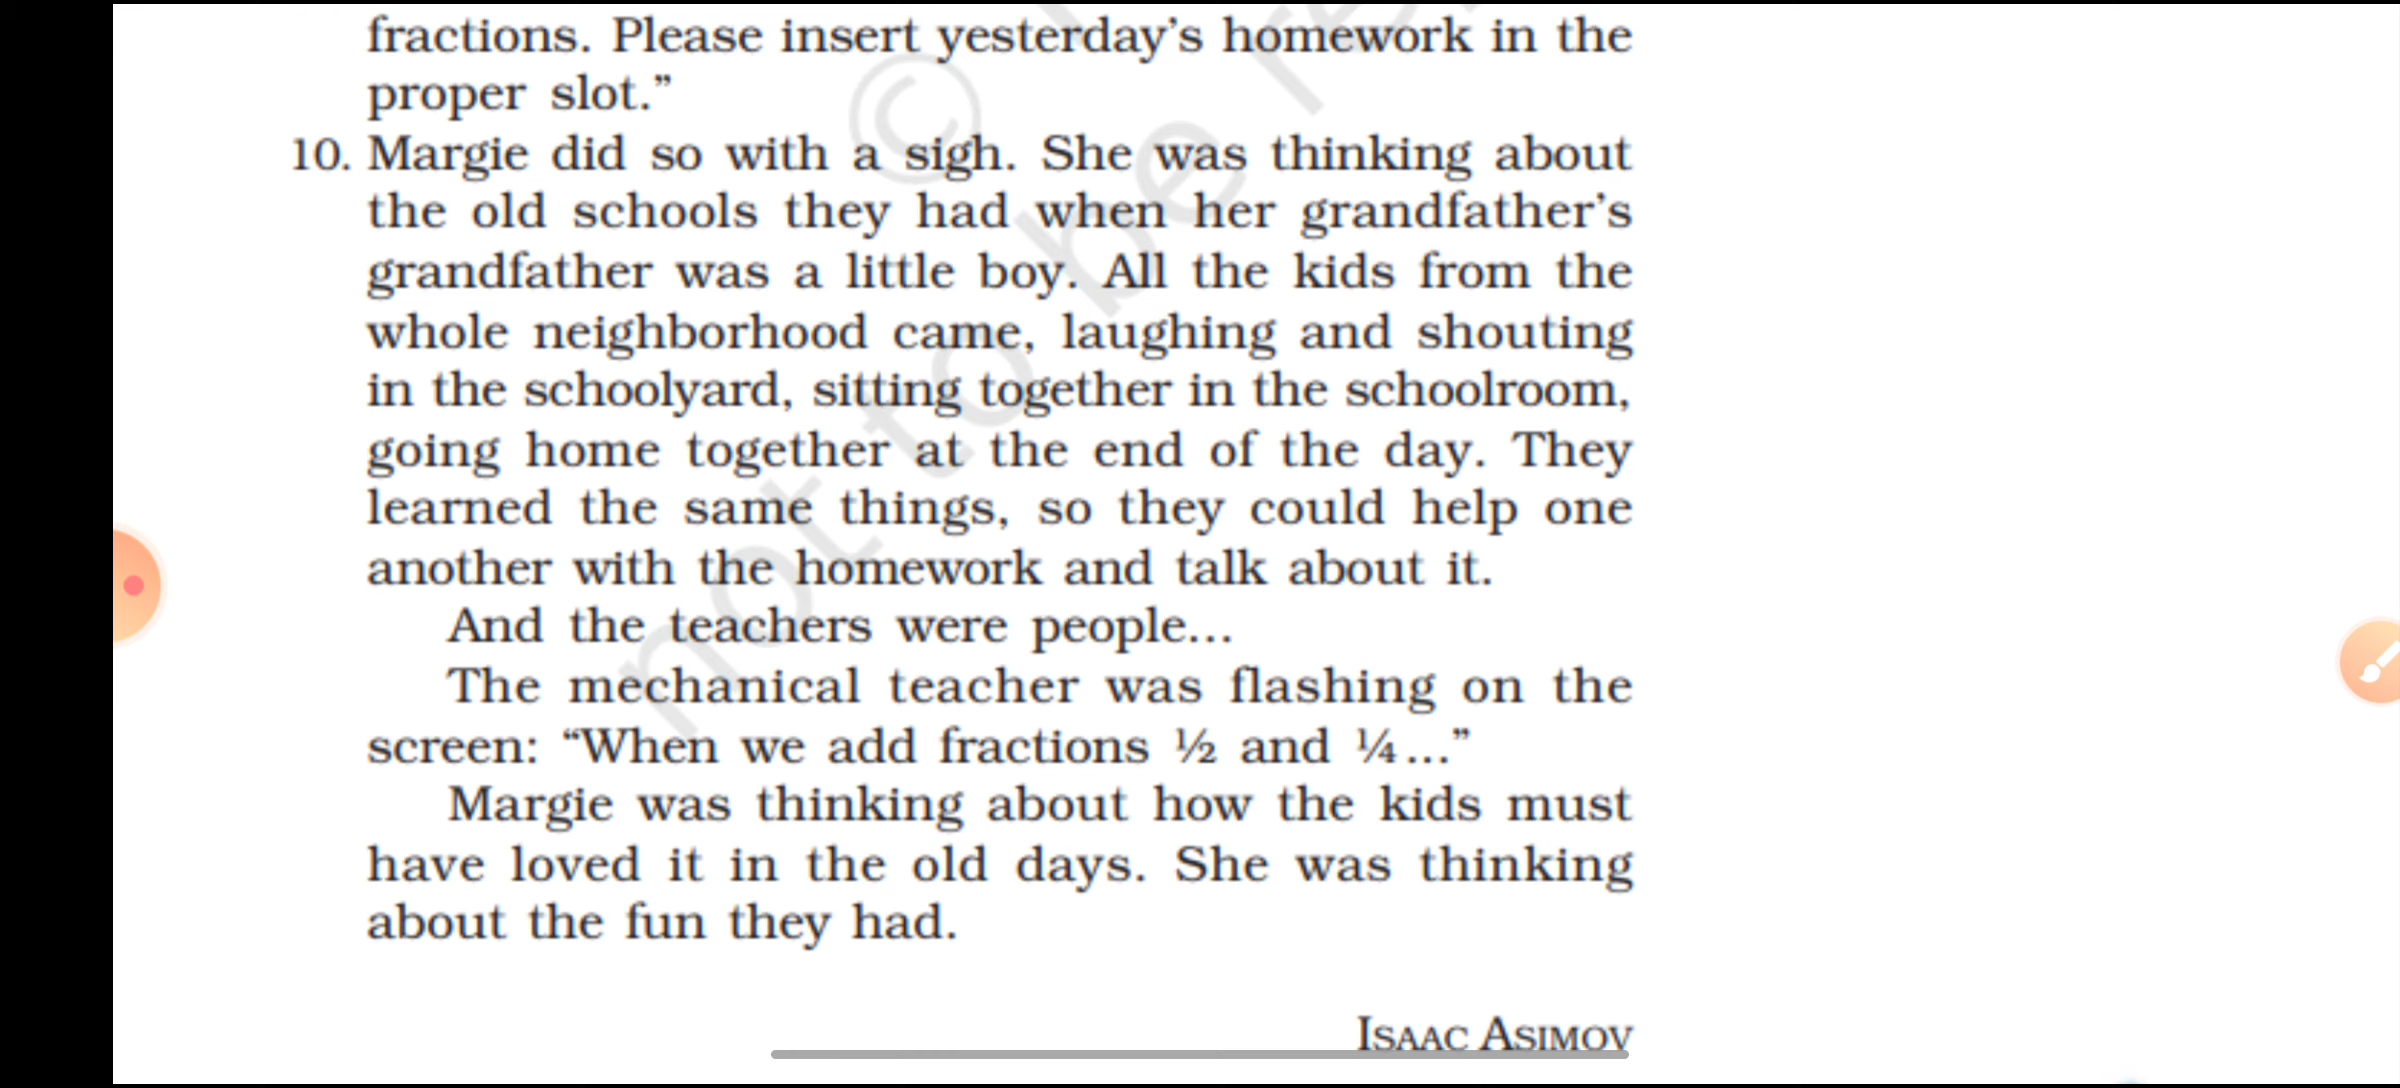 fractions. Please insert yesterday’s homework in the
proper slot.”
10. Margie did so with a sigh. She was thinking about
the old schools they had when her grandfather’s
grandfather was a little boy. All the kids from the
whole neighborhood came, laughing and shouting
in the schoolyard, sitting together in the schoolroom,
going home together at the end of the day. They
learned the same things, so they could help one
another with the homework and talk about it.
And the teachers were people...
The mechanical teacher was flashing on the
screen: “When we add fractions ½ and ¼...”
Margie was thinking about how the kids must
have loved it in the old days. She was thinking
about the fun they had.
ISAAC ASIMOV
©
not to be re